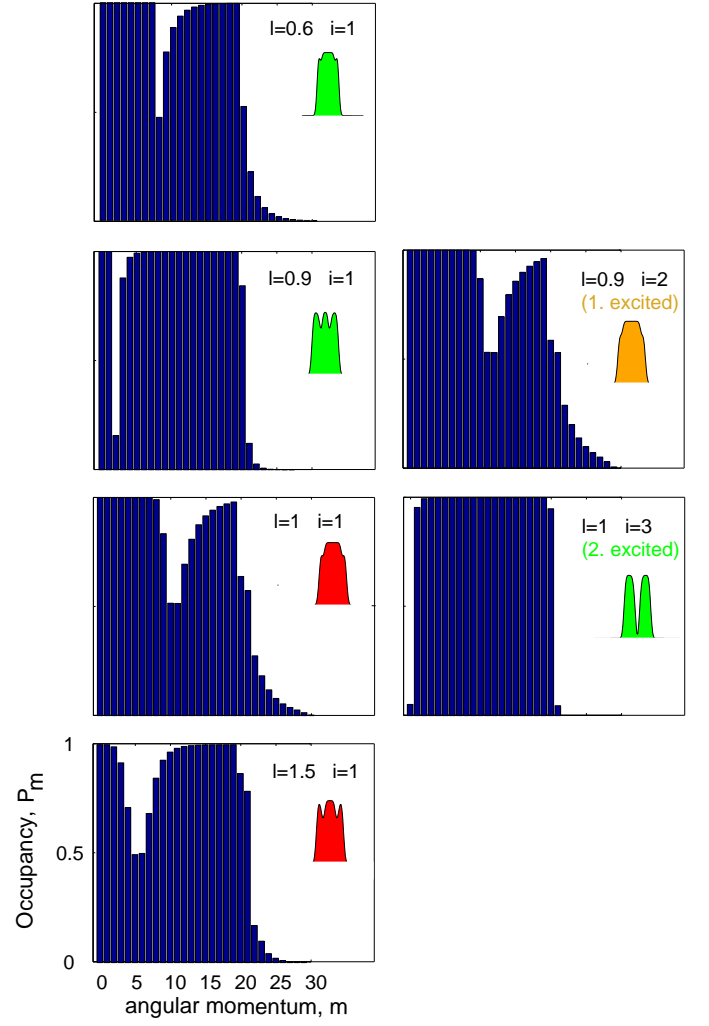 l=0.6 i=1
l=0.9 i=1
l=0.9 i=2
(1. excited)
l=1 i=1
l=1 i=3
(2. excited)
l=1.5 i=1
1
0.5
0
Occupancy, Pm
0 5 10 15 20 25 30
angular momentum, m